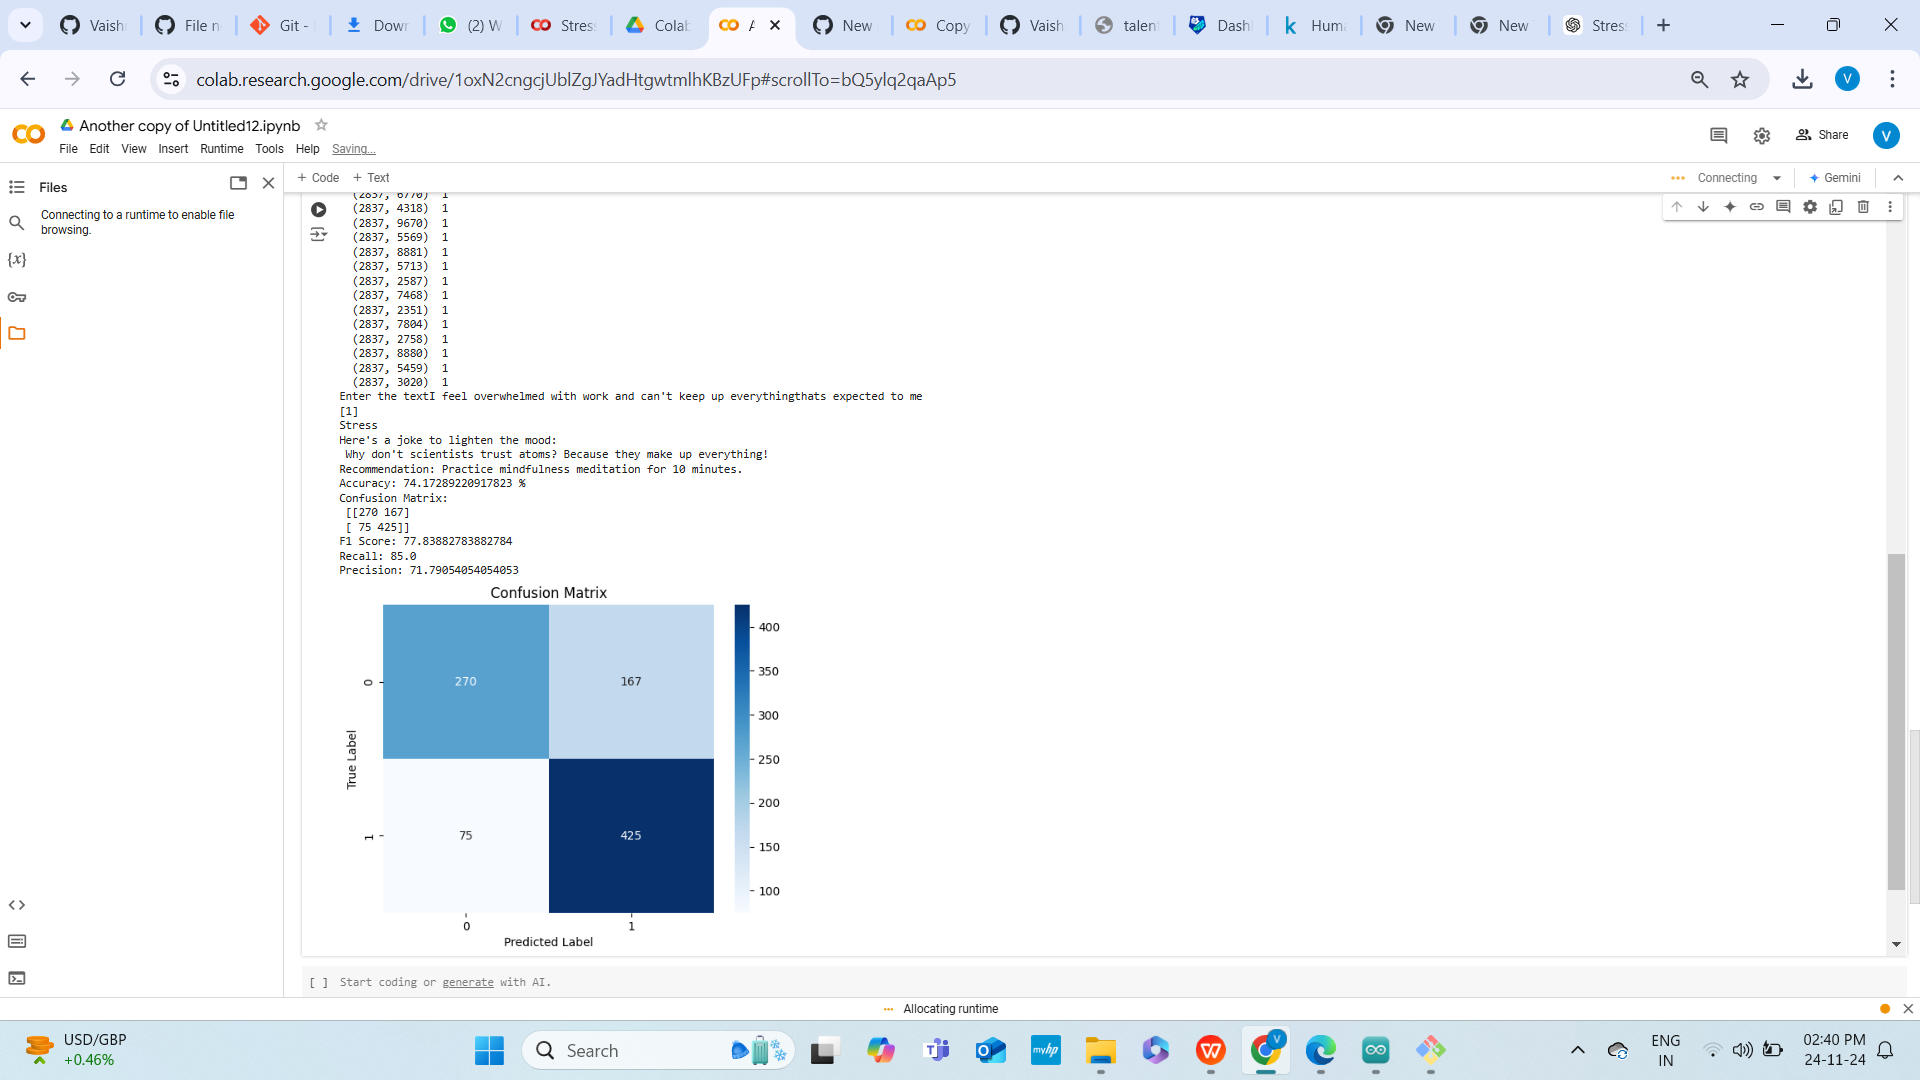 Vaish
File n
Git -
Down
(2) W
Stres
Colab
A
New
Copy
Vaish
talen
Dash
Huma
New
New
Stres
colab.research.google.com/drive/1oxN2cngcjUblZgJYadHtgwtmlhKBzUFp#scrollTo=bQ5ylq2qaAp5
Another copy of Untitled12.ipynb
File Edit View Insert Runtime Tools Help Saving...
Share
V
Files
Connecting to a runtime to enable file
browsing.
+ Code + Text
Connecting
Gemini
(2837, 6770) 1
(2837, 4318) 1
(2837, 9670) 1
(2837, 5569) 1
(2837, 8881) 1
(2837, 5713) 1
(2837, 2587) 1
(2837, 7468) 1
(2837, 2351) 1
(2837, 7804) 1
(2837, 2758) 1
(2837, 8880) 1
(2837, 5459) 1
(2837, 3020) 1
Enter the textI feel overwhelmed with work and can't keep up everythingthats expected to me
[1]
Stress
Here's a joke to lighten the mood:
Why don't scientists trust atoms? Because they make up everything!
Recommendation: Practice mindfulness meditation for 10 minutes.
Accuracy: 74.17289220917823 %
Confusion Matrix:
[[270 167]
[ 75 425]]
F1 Score: 77.83882783882784
Recall: 85.0
Precision: 71.79054054054053
Confusion Matrix
270
167
75
425
0
1
True Label
0
1
Predicted Label
400
350
300
250
200
150
100
[ ] Start coding or generate with AI.
Allocating runtime
USD/GBP
+0.46%
Search
myhp
ENG
IN
02:40 PM
24-11-24